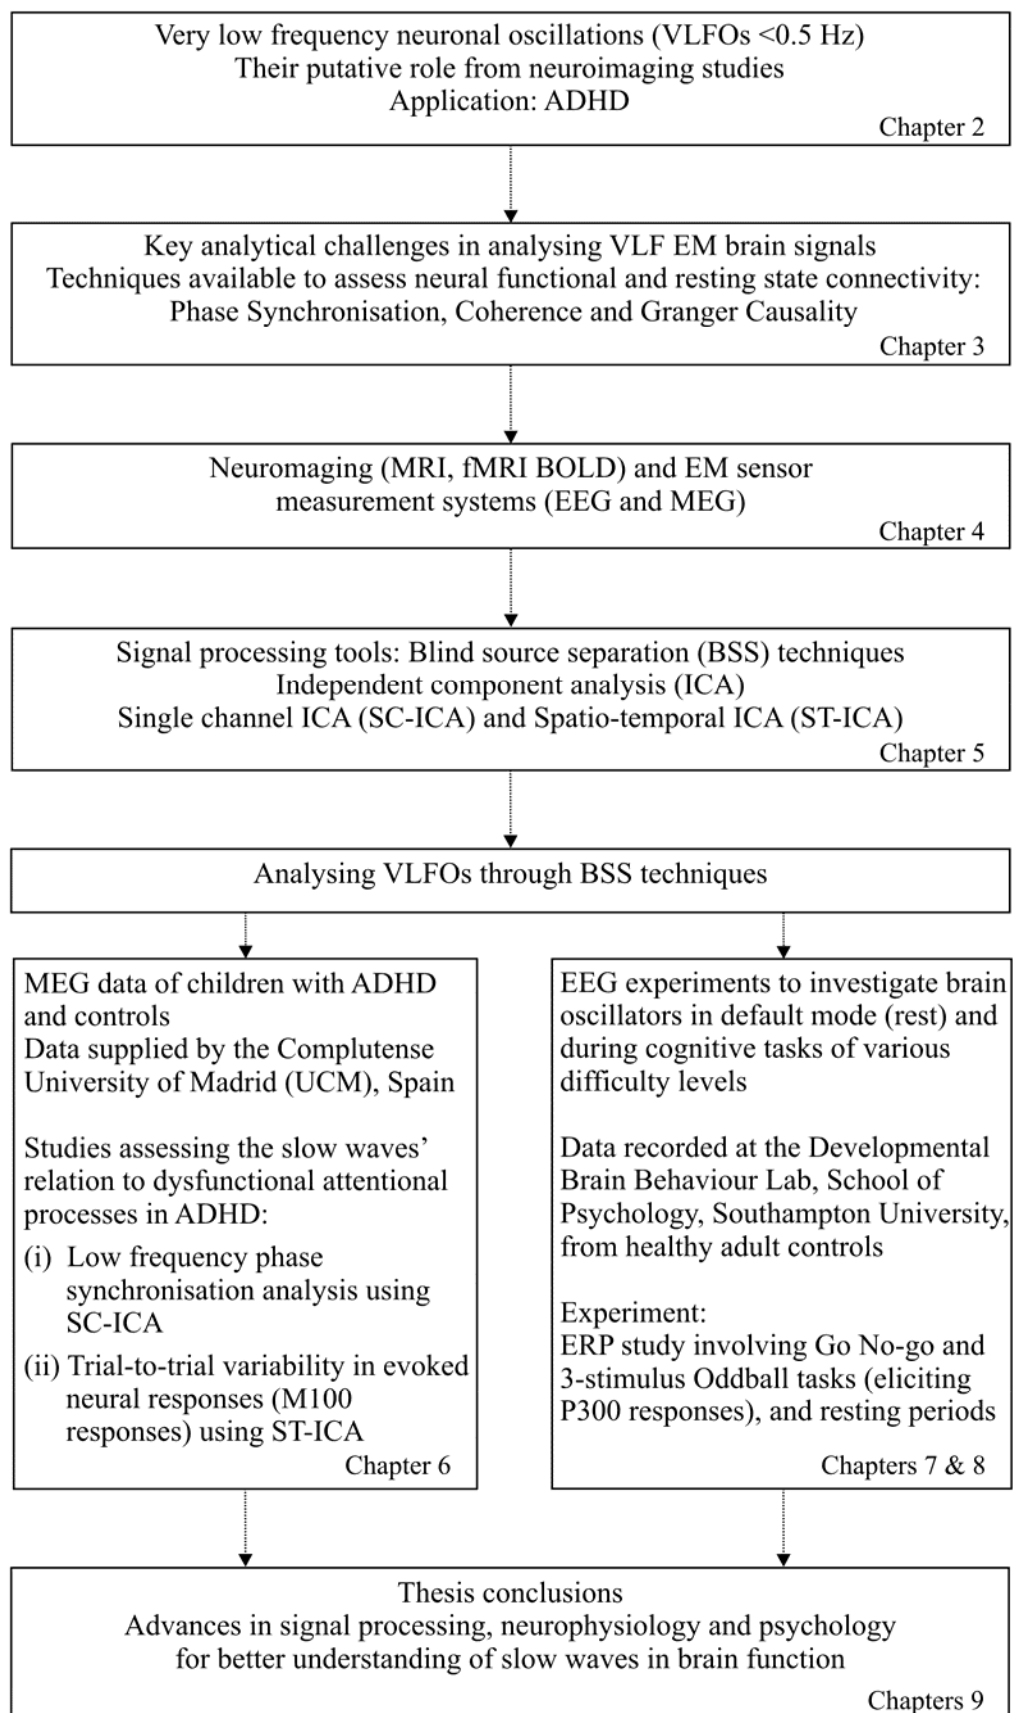 Very low frequency neuronal oscillations (VLFOs <0.5 Hz)
Their putative role from neuroimaging studies
Application: ADHD
Chapter 2
Key analytical challenges in analysing VLF EM brain signals
Techniques available to assess neural functional and resting state connectivity:
Phase Synchronisation, Coherence and Granger Causality
Chapter 3
Neuromaging (MRI, fMRI BOLD) and EM sensor
measurement systems (EEG and MEG)
Chapter 4
Signal processing tools: Blind source separation (BSS) techniques
Independent component analysis (ICA)
Single channel ICA (SC-ICA) and Spatio-temporal ICA (ST-ICA)
Chapter 5
Analysing VLFOs through BSS techniques
MEG data of children with ADHD
and controls
Data supplied by the Complutense
University of Madrid (UCM), Spain
Studies assessing the slow waves’
relation to dysfunctional attentional
processes in ADHD:
(i) Low frequency phase
synchronisation analysis using
SC-ICA
(ii) Trial-to-trial variability in evoked
neural responses (M100
responses) using ST-ICA
Chapter 6
EEG experiments to investigate brain
oscillators in default mode (rest) and
during cognitive tasks of various
difficulty levels
Data recorded at the Developmental
Brain Behaviour Lab, School of
Psychology, Southampton University,
from healthy adult controls
Experiment:
ERP study involving Go No-go and
3-stimulus Oddball tasks (eliciting
P300 responses), and resting periods
Chapters 7 & 8
Thesis conclusions
Advances in signal processing, neurophysiology and psychology
for better understanding of slow waves in brain function
Chapters 9